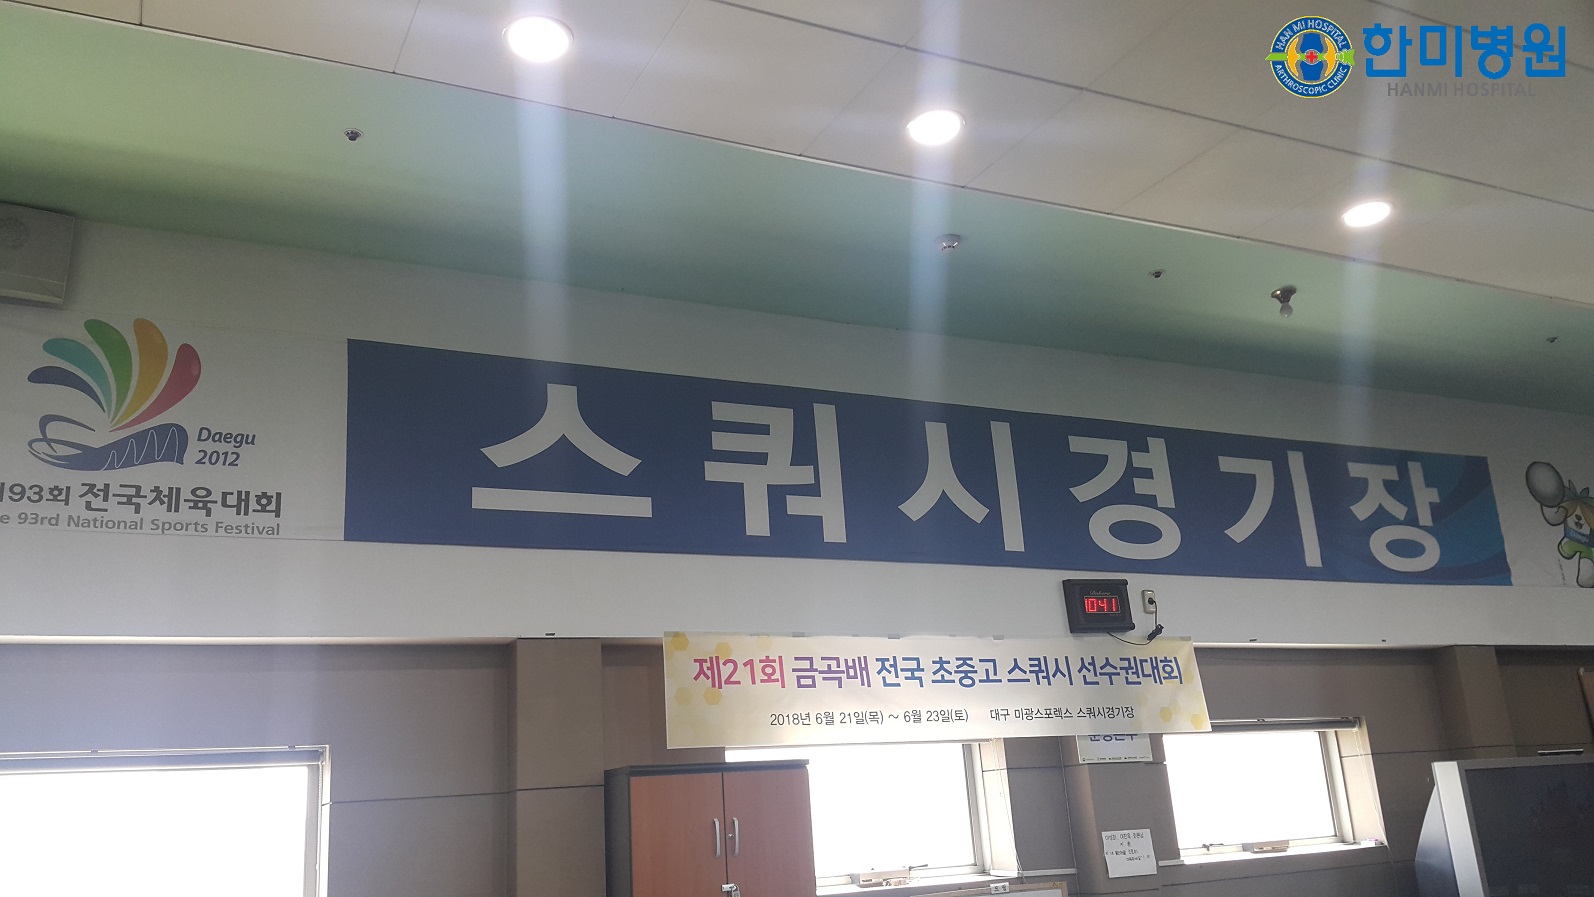 HAN MI HOSPITAL
ARTHROSCOPIC CLINIC
한미병원
HANMI HOSPITAL
Daegu
2012
93회 전국체육대회
93rd National Sports Festival
스쿼시경기장
1041
제21회 금곡배 전국 초중고 스쿼시 선수권대회
2018년 6월 21일(목) ~ 6월 23일(토) 대구 미광스포렉스 스쿼시경기장